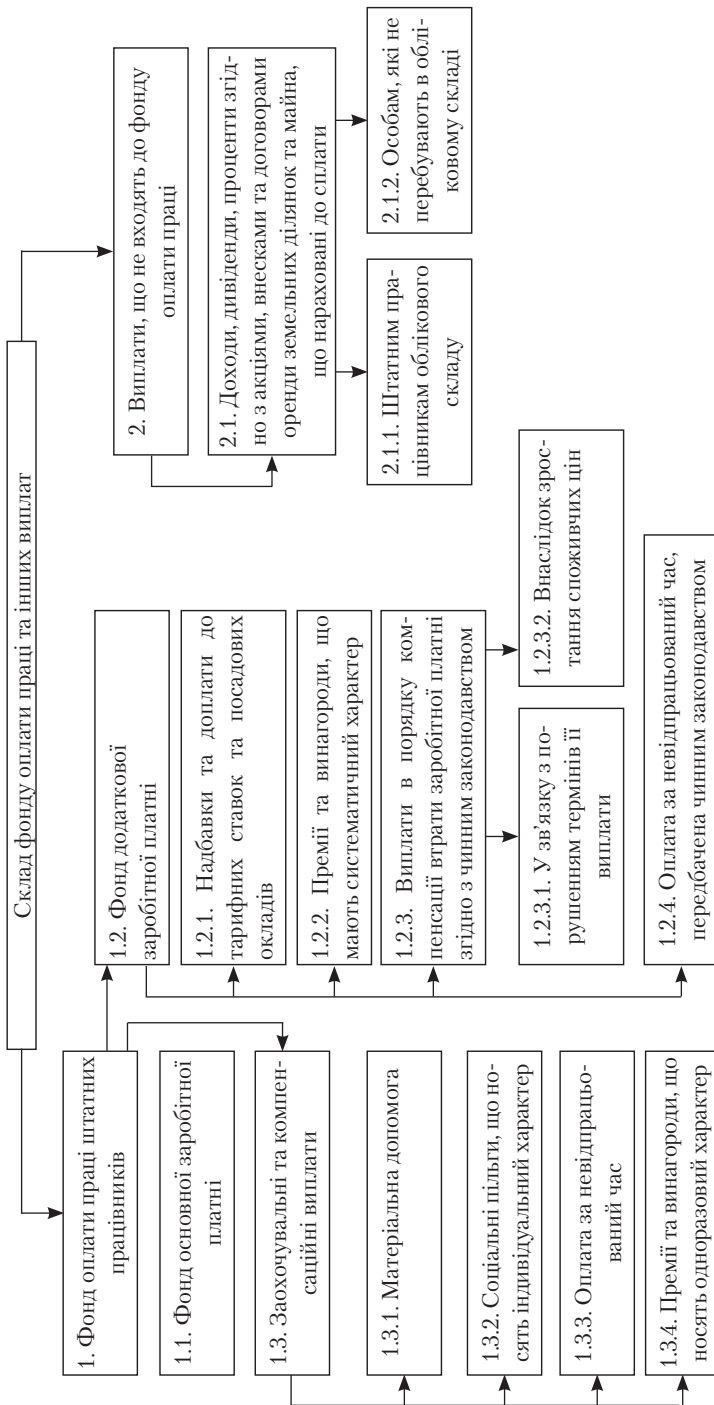 Склад фонду оплати праці та інших виплат
1. Фонд оплати праці штатних
працівників
1.1. Фонд основної заробітної
платні
1.3. Заохочувальні та компен-
саційні виплати
1.3.1. Матеріальна допомога
1.3.2. Соціальні пільги, що но-
сять індивідуальний характер
1.3.3. Оплата за невідпрацьо-
ваний час
1.3.4. Премії та винагороди, що
носять одноразовий характер
1.2. Фонд додаткової
заробітної платні
1.2.1. Надбавки та доплати до
тарифних ставок та посадових
окладів
1.2.2. Премії та винагороди, що
мають систематичний характер
1.2.3. Виплати в порядку ком-
пенсації втрати заробітної платні
згідно з чинним законодавством
1.2.3.1. У зв'язку з по-
рушенням термінів її
виплати
1.2.3.2. Внаслідок зрос-
тання споживчих цін
1.2.4. Оплата за невідпрацьований час,
передбачена чинним законодавством
2. Виплати, що не входять до фонду
оплати праці
2.1. Доходи, дивіденди, проценти згід-
но з акціями, внесками та договорами
оренди земельних ділянок та майна,
що нараховані до сплати
2.1.1. Штатним пра-
цівникам облікового
складу
2.1.2. Особам, які не
перебувають в облі-
ковому складі